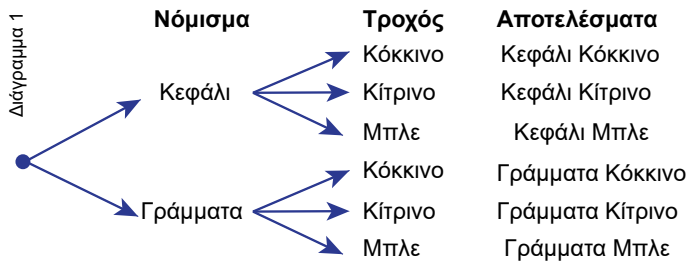 Διάγραμμα 1
Νόμισμα Τροχός Αποτελέσματα
Κόκκινο Κεφάλι Κόκκινο
Κεφάλι Κίτρινο Κεφάλι Κίτρινο
Μπλε Κεφάλι Μπλε
Κόκκινο Γράμματα Κόκκινο
Γράμματα Κίτρινο Γράμματα Κίτρινο
Μπλε Γράμματα Μπλε